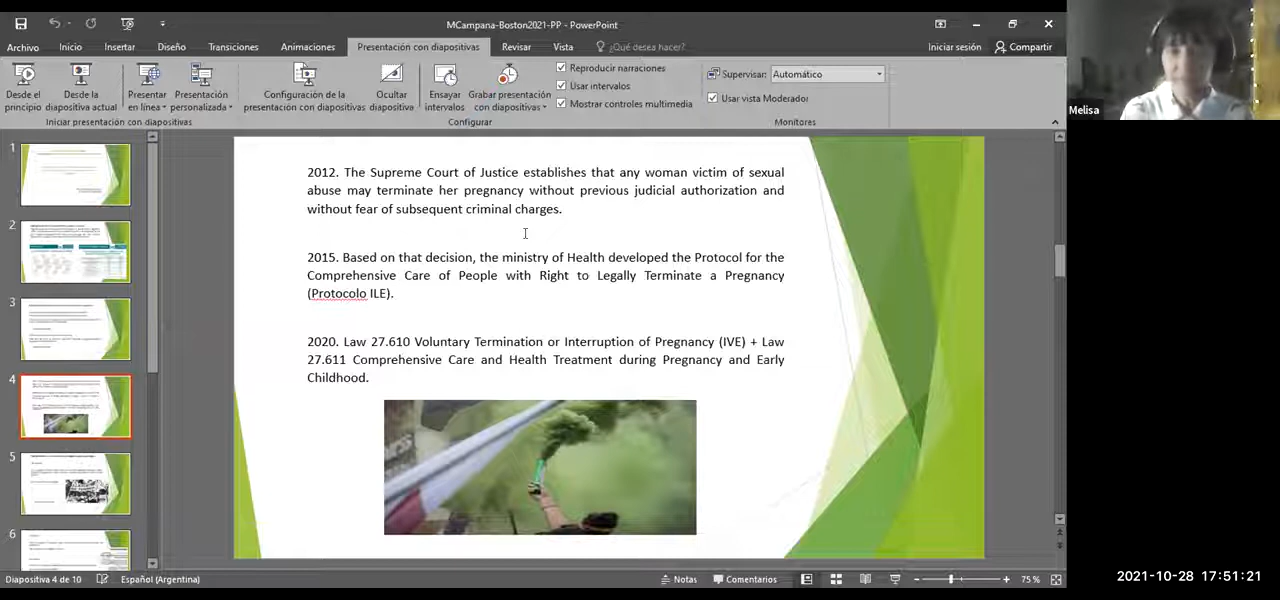 MCampana-Boston2021-PP - PowerPoint
Archivo
Inicio
Insertar
Diseño
Transiciones
Animaciones
Presentación con diapositivas
Revisar
Vista
¿Qué desea hacer?
Iniciar sesión
Compartir
Desde el
principio
Desde la
diapositiva actual
Presentar
en línea
Presentación
personalizada
Configuración de la
presentación con diapositivas
Ocultar
diapositiva
Ensayar
intervalos
Grabar presentación
con diapositivas
Reproducir narraciones
Usar intervalos
Mostrar controles multimedia
Supervisar:
Automático
Usar vista Moderador
Iniciar presentación con diapositivas
Configurar
Monitores
Melisa
1
2
3
4
5
6
2012. The Supreme Court of Justice establishes that any woman victim of sexual
abuse may terminate her pregnancy without previous judicial authorization and
without fear of subsequent criminal charges.
2015. Based on that decision, the ministry of Health developed the Protocol for the
Comprehensive Care of People with Right to Legally Terminate a Pregnancy
(Protocolo ILE).
2020. Law 27.610 Voluntary Termination or Interruption of Pregnancy (IVE) + Law
27.611 Comprehensive Care and Health Treatment during Pregnancy and Early
Childhood.
Diapositiva 4 de 10
Español (Argentina)
Notas
Comentarios
75 %
2021-10-28 17:51:21